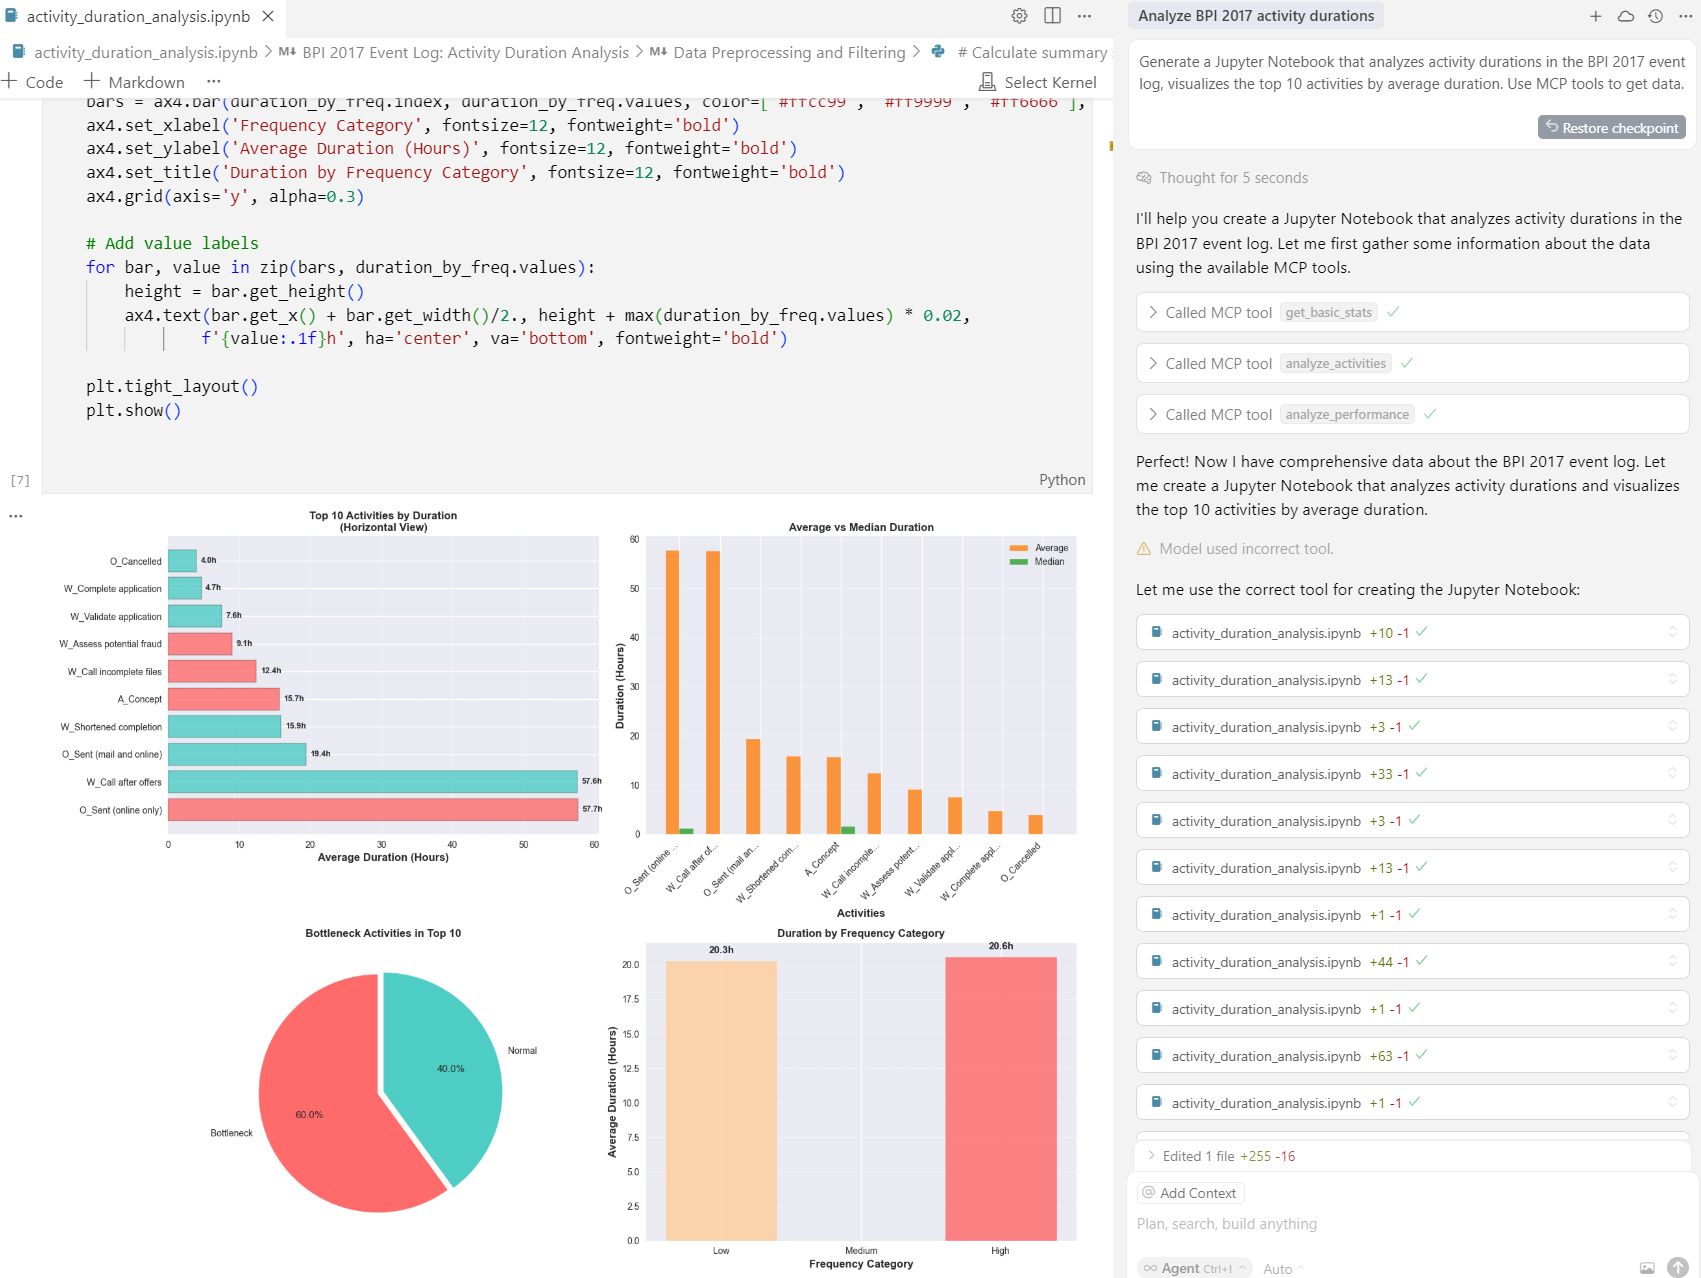 activity_duration_analysis.ipynb
activity_duration_analysis.ipynb > M↓ BPI 2017 Event Log: Activity Duration Analysis > M↓ Data Preprocessing and Filtering > # Calculate summary
+ Code + Markdown ...
Select Kernel
bars = ax4.bar(duration_by_freq.index, duration_by_freq.values, color=['#ffcc99', '#ff9999', '#ff6666'],
ax4.set_xlabel('Frequency Category', fontsize=12, fontweight='bold')
ax4.set_ylabel('Average Duration (Hours)', fontsize=12, fontweight='bold')
ax4.set_title('Duration by Frequency Category', fontsize=12, fontweight='bold')
ax4.grid(axis='y', alpha=0.3)
# Add value labels
for bar, value in zip(bars, duration_by_freq.values):
height = bar.get_height()
ax4.text(bar.get_x() + bar.get_width()/2., height + max(duration_by_freq.values) * 0.02,
f'{value:.1f}h', ha='center', va='bottom', fontweight='bold')
plt.tight_layout()
plt.show()
[7]
Python
Top 10 Activities by Duration
(Horizontal View)
O_Cancelled
4.0h
W_Complete application
4.7h
W_Validate application
7.6h
W_Assess potential fraud
9.1h
W_Call incomplete files
12.4h
A_Concept
15.7h
W_Shortened completion
15.9h
O_Sent (mail and online)
19.4h
W_Call after offers
57.6h
O_Sent (online only)
57.7h
0 10 20 30 40 50 60
Average Duration (Hours)
Average vs Median Duration
Average
Median
60
50
40
30
20
10
0
Duration (Hours)
O_Sent (online ...
W_Call after of...
O_Sent (mail an...
W_Shortened com...
A_Concept
W_Call incomple...
W_Assess potent...
W_Validate appl...
W_Complete appl...
O_Cancelled
Activities
Bottleneck Activities in Top 10
Normal
40.0%
60.0%
Bottleneck
Duration by Frequency Category
20.3h
20.6h
20.0
17.5
15.0
12.5
10.0
7.5
5.0
2.5
0.0
Average Duration (Hours)
Low Medium High
Frequency Category
Analyze BPI 2017 activity durations
Generate a Jupyter Notebook that analyzes activity durations in the BPI 2017 event
log, visualizes the top 10 activities by average duration. Use MCP tools to get data.
Restore checkpoint
Thought for 5 seconds
I'll help you create a Jupyter Notebook that analyzes activity durations in the
BPI 2017 event log. Let me first gather some information about the data
using the available MCP tools.
Called MCP tool get_basic_stats
Called MCP tool analyze_activities
Called MCP tool analyze_performance
Perfect! Now I have comprehensive data about the BPI 2017 event log. Let
me create a Jupyter Notebook that analyzes activity durations and visualizes
the top 10 activities by average duration.
Model used incorrect tool.
Let me use the correct tool for creating the Jupyter Notebook:
activity_duration_analysis.ipynb +10 -1
activity_duration_analysis.ipynb +13 -1
activity_duration_analysis.ipynb +3 -1
activity_duration_analysis.ipynb +33 -1
activity_duration_analysis.ipynb +3 -1
activity_duration_analysis.ipynb +13 -1
activity_duration_analysis.ipynb +1 -1
activity_duration_analysis.ipynb +44 -1
activity_duration_analysis.ipynb +1 -1
activity_duration_analysis.ipynb +63 -1
activity_duration_analysis.ipynb +1 -1
Edited 1 file +255 -16
@ Add Context
Plan, search, build anything
∞ Agent Ctrl+I Auto